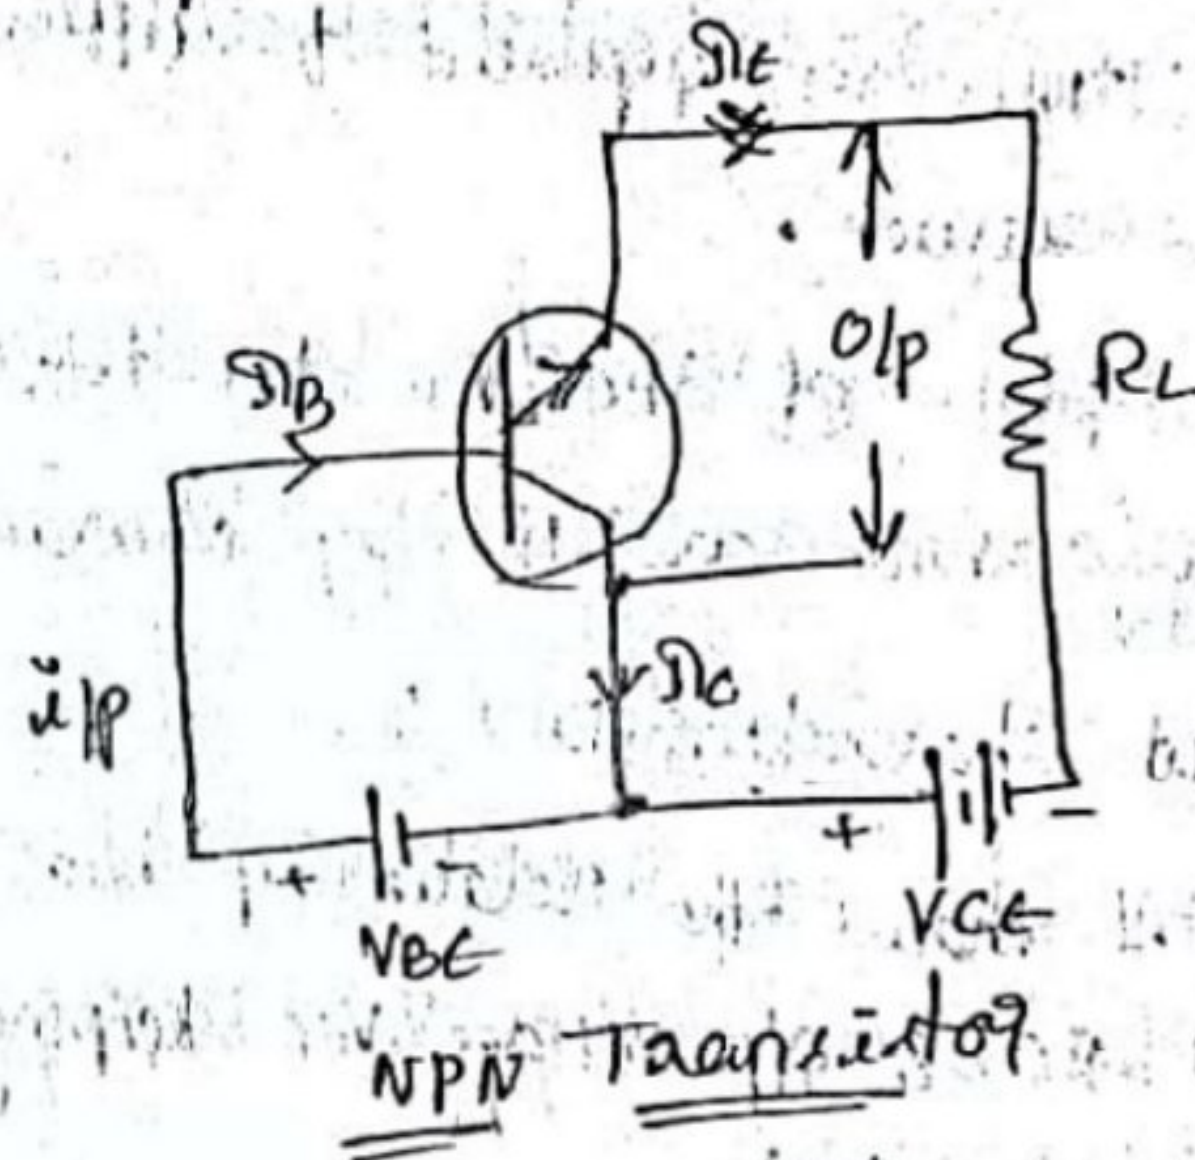 IE
O/p
RL
IB
i/p
IC
+
-
+
-
VBE
VCE
NPN Transistor